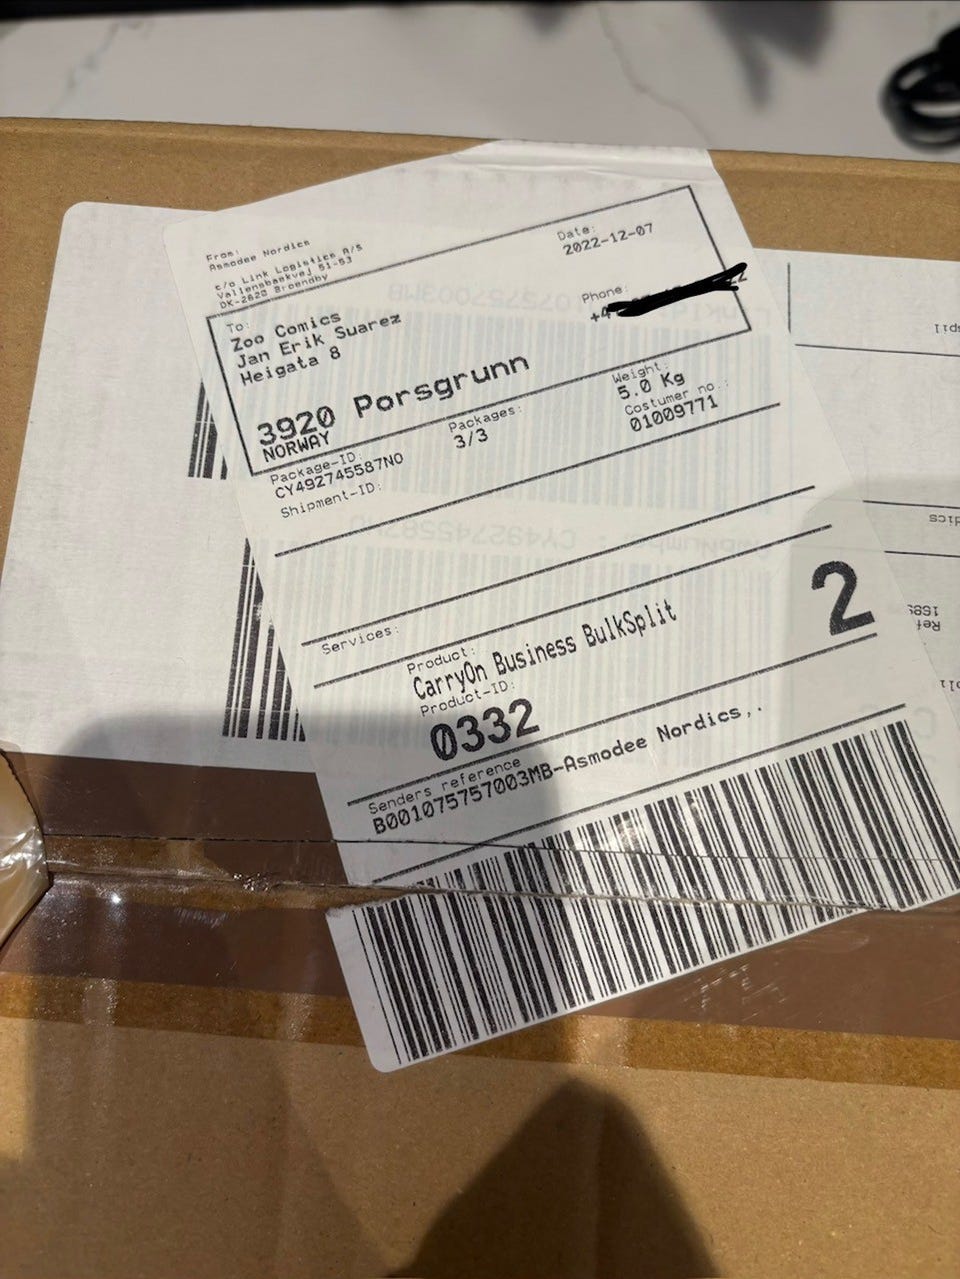 From:
Asmodee Nordics
c/o Link Logistics A/S
Vallensbaekvej 51-53
DK-2620 Broendby
Date:
2022-12-07
Phone:
To:
Zoo Comics
Jan Erik Suarez
Heigata 8
3920 Porsgrunn
NORWAY
Package-ID:
CY492745587NO
Packages:
3/3
Weight:
5.0 Kg
Costumer no.:
01009771
Shipment-ID:
Services:
2
Product:
CarryOn Business BulkSplit
Product-ID:
0332
Senders reference
B001075757003MB-Asmodee Nordics,.